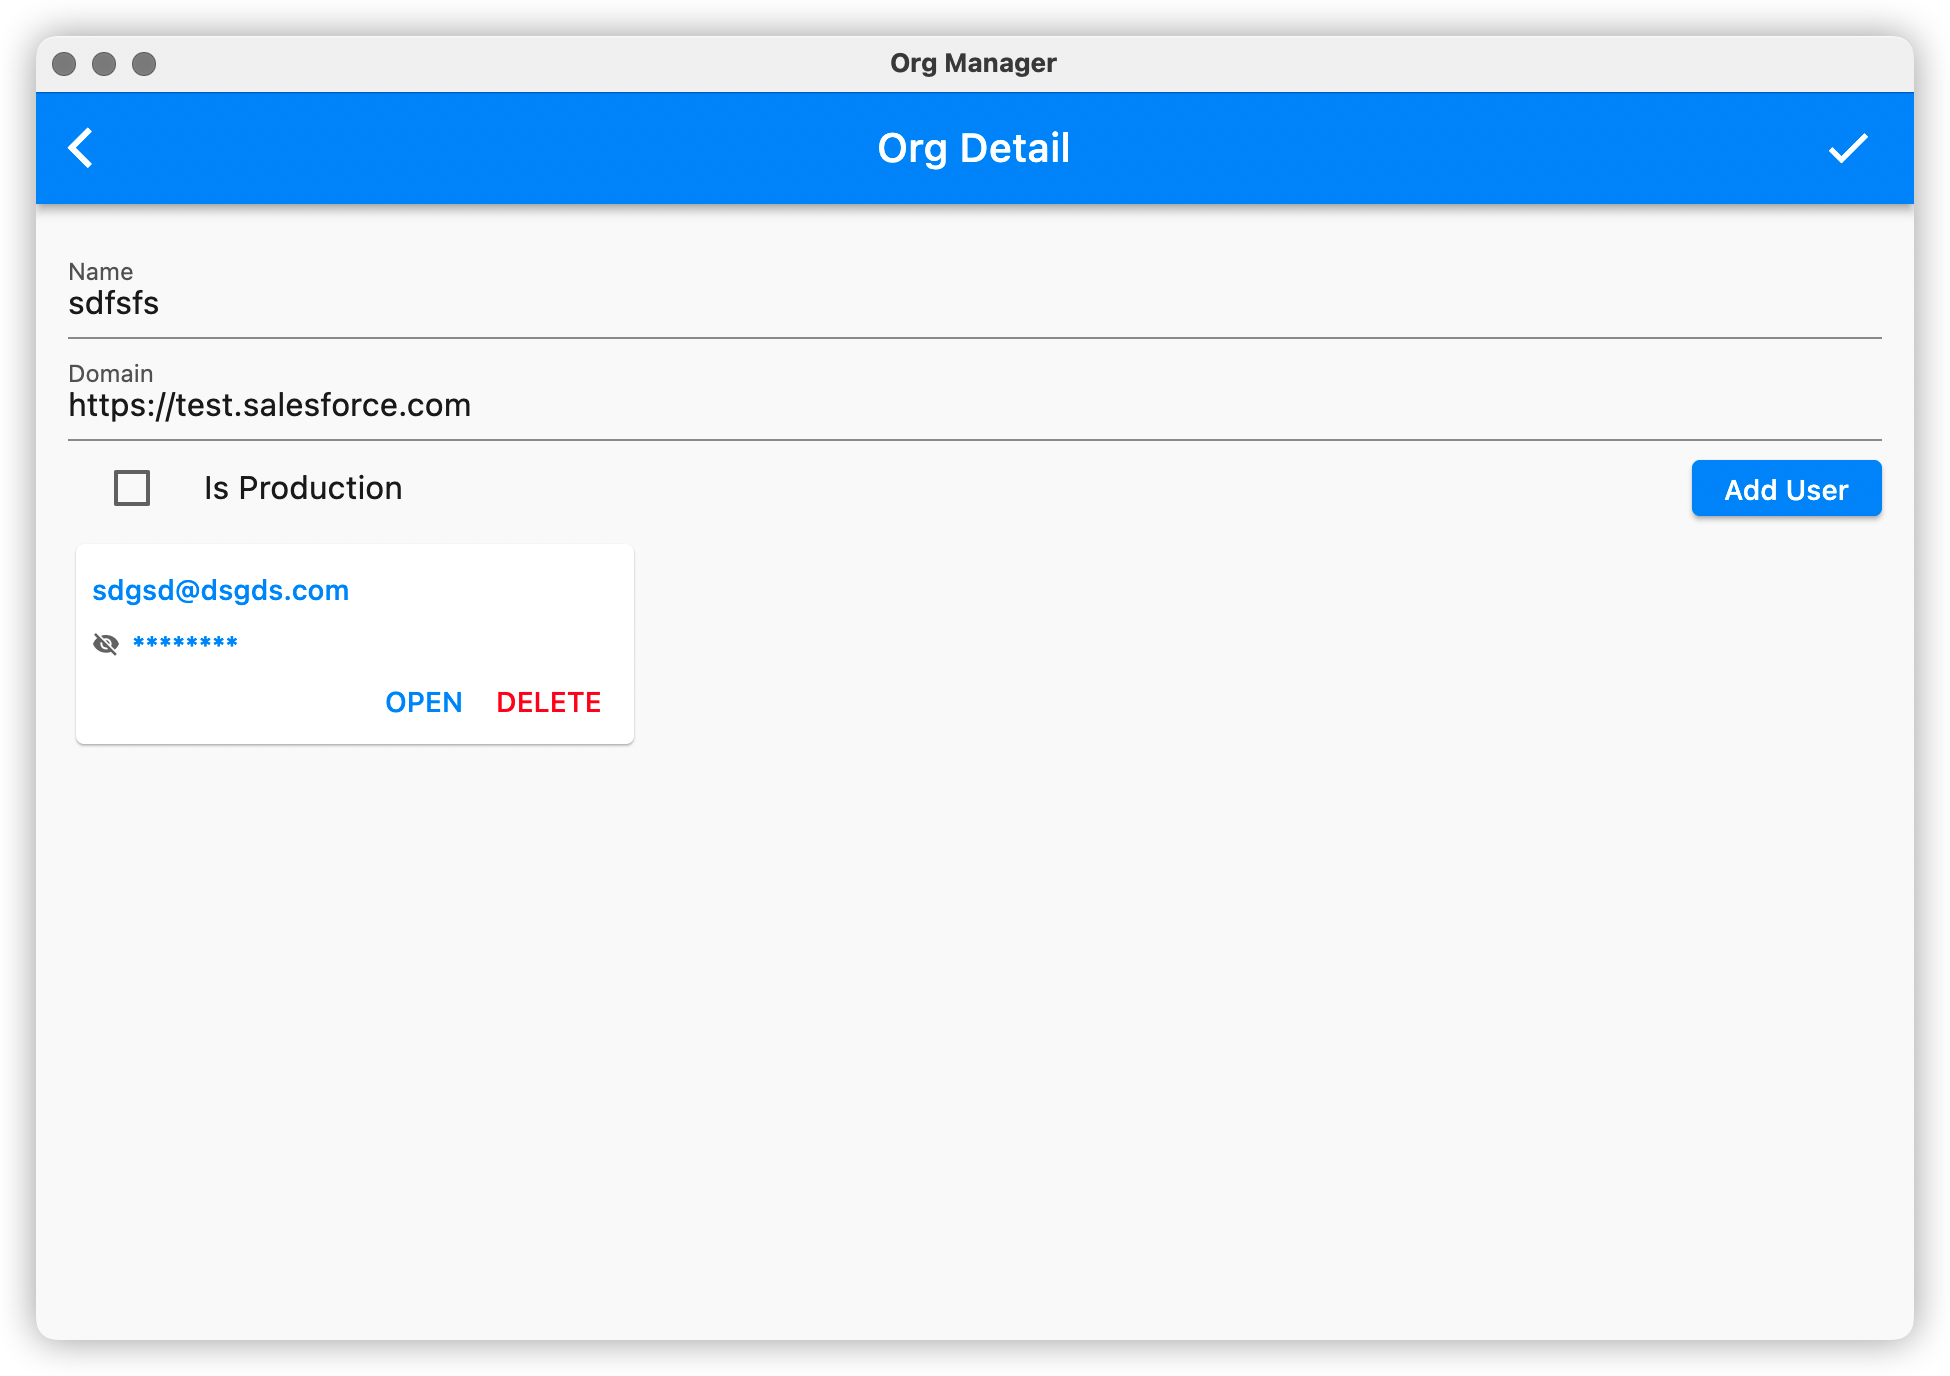 Org Manager
Org Detail
Name
sdfsfs
Domain
https://test.salesforce.com
Is Production
Add User
sdgsd@dsgds.com
********
OPEN DELETE